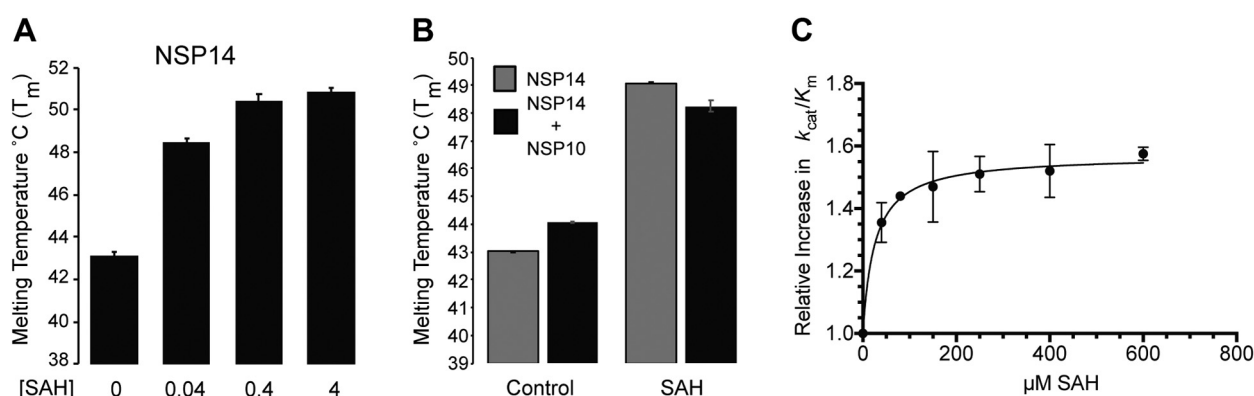 A
NSP14
Melting Temperature ˚C (Tm)
52
50
48
46
44
42
40
38
[SAH] 0 0.04 0.4 4
B
Melting Temperature ˚C (Tm)
50
49
48
47
46
45
44
43
42
41
40
39
NSP14
NSP14
+
NSP10
Control SAH
C
Relative Increase in kcat/Km
1.8
1.6
1.4
1.2
1.0
0 200 400 600 800
µM SAH